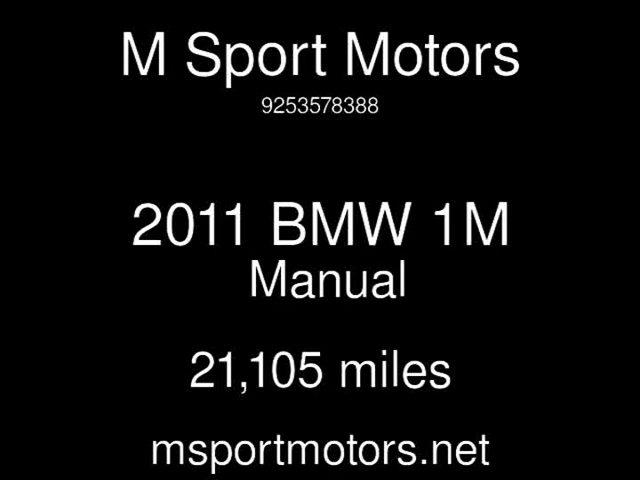 M Sport Motors
9253578388
2011 BMW 1M
Manual
21,105 miles
msportmotors.net